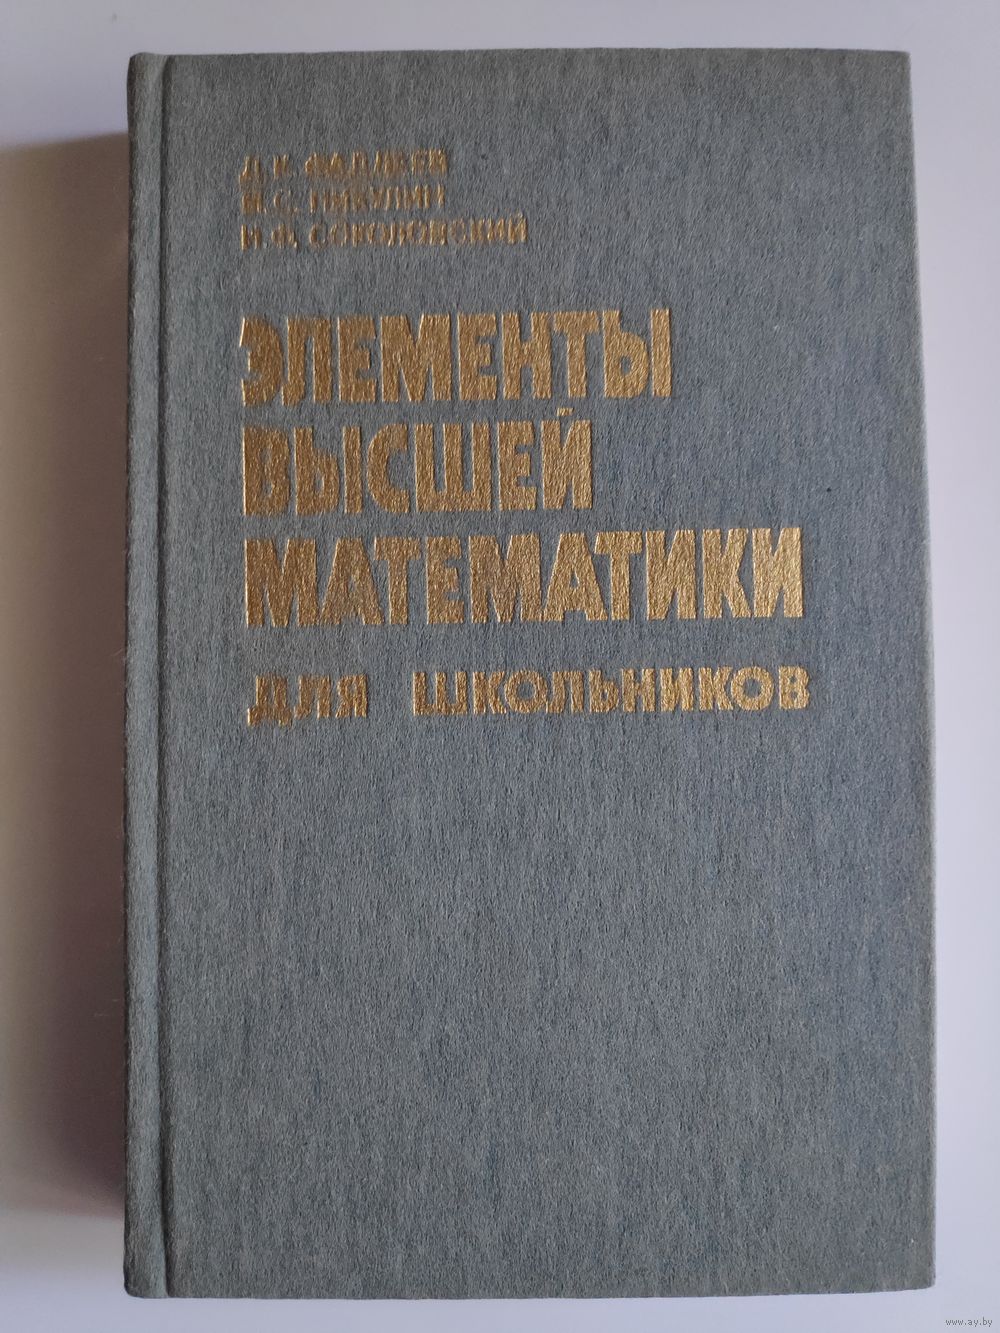 Д. К. ФАДДЕЕВ
М. С. НИКУЛИН
И. Ф. СОКОЛОВСКИЙ
ЭЛЕМЕНТЫ
ВЫСШЕЙ
МАТЕМАТИКИ
для школьников
www.ay.by